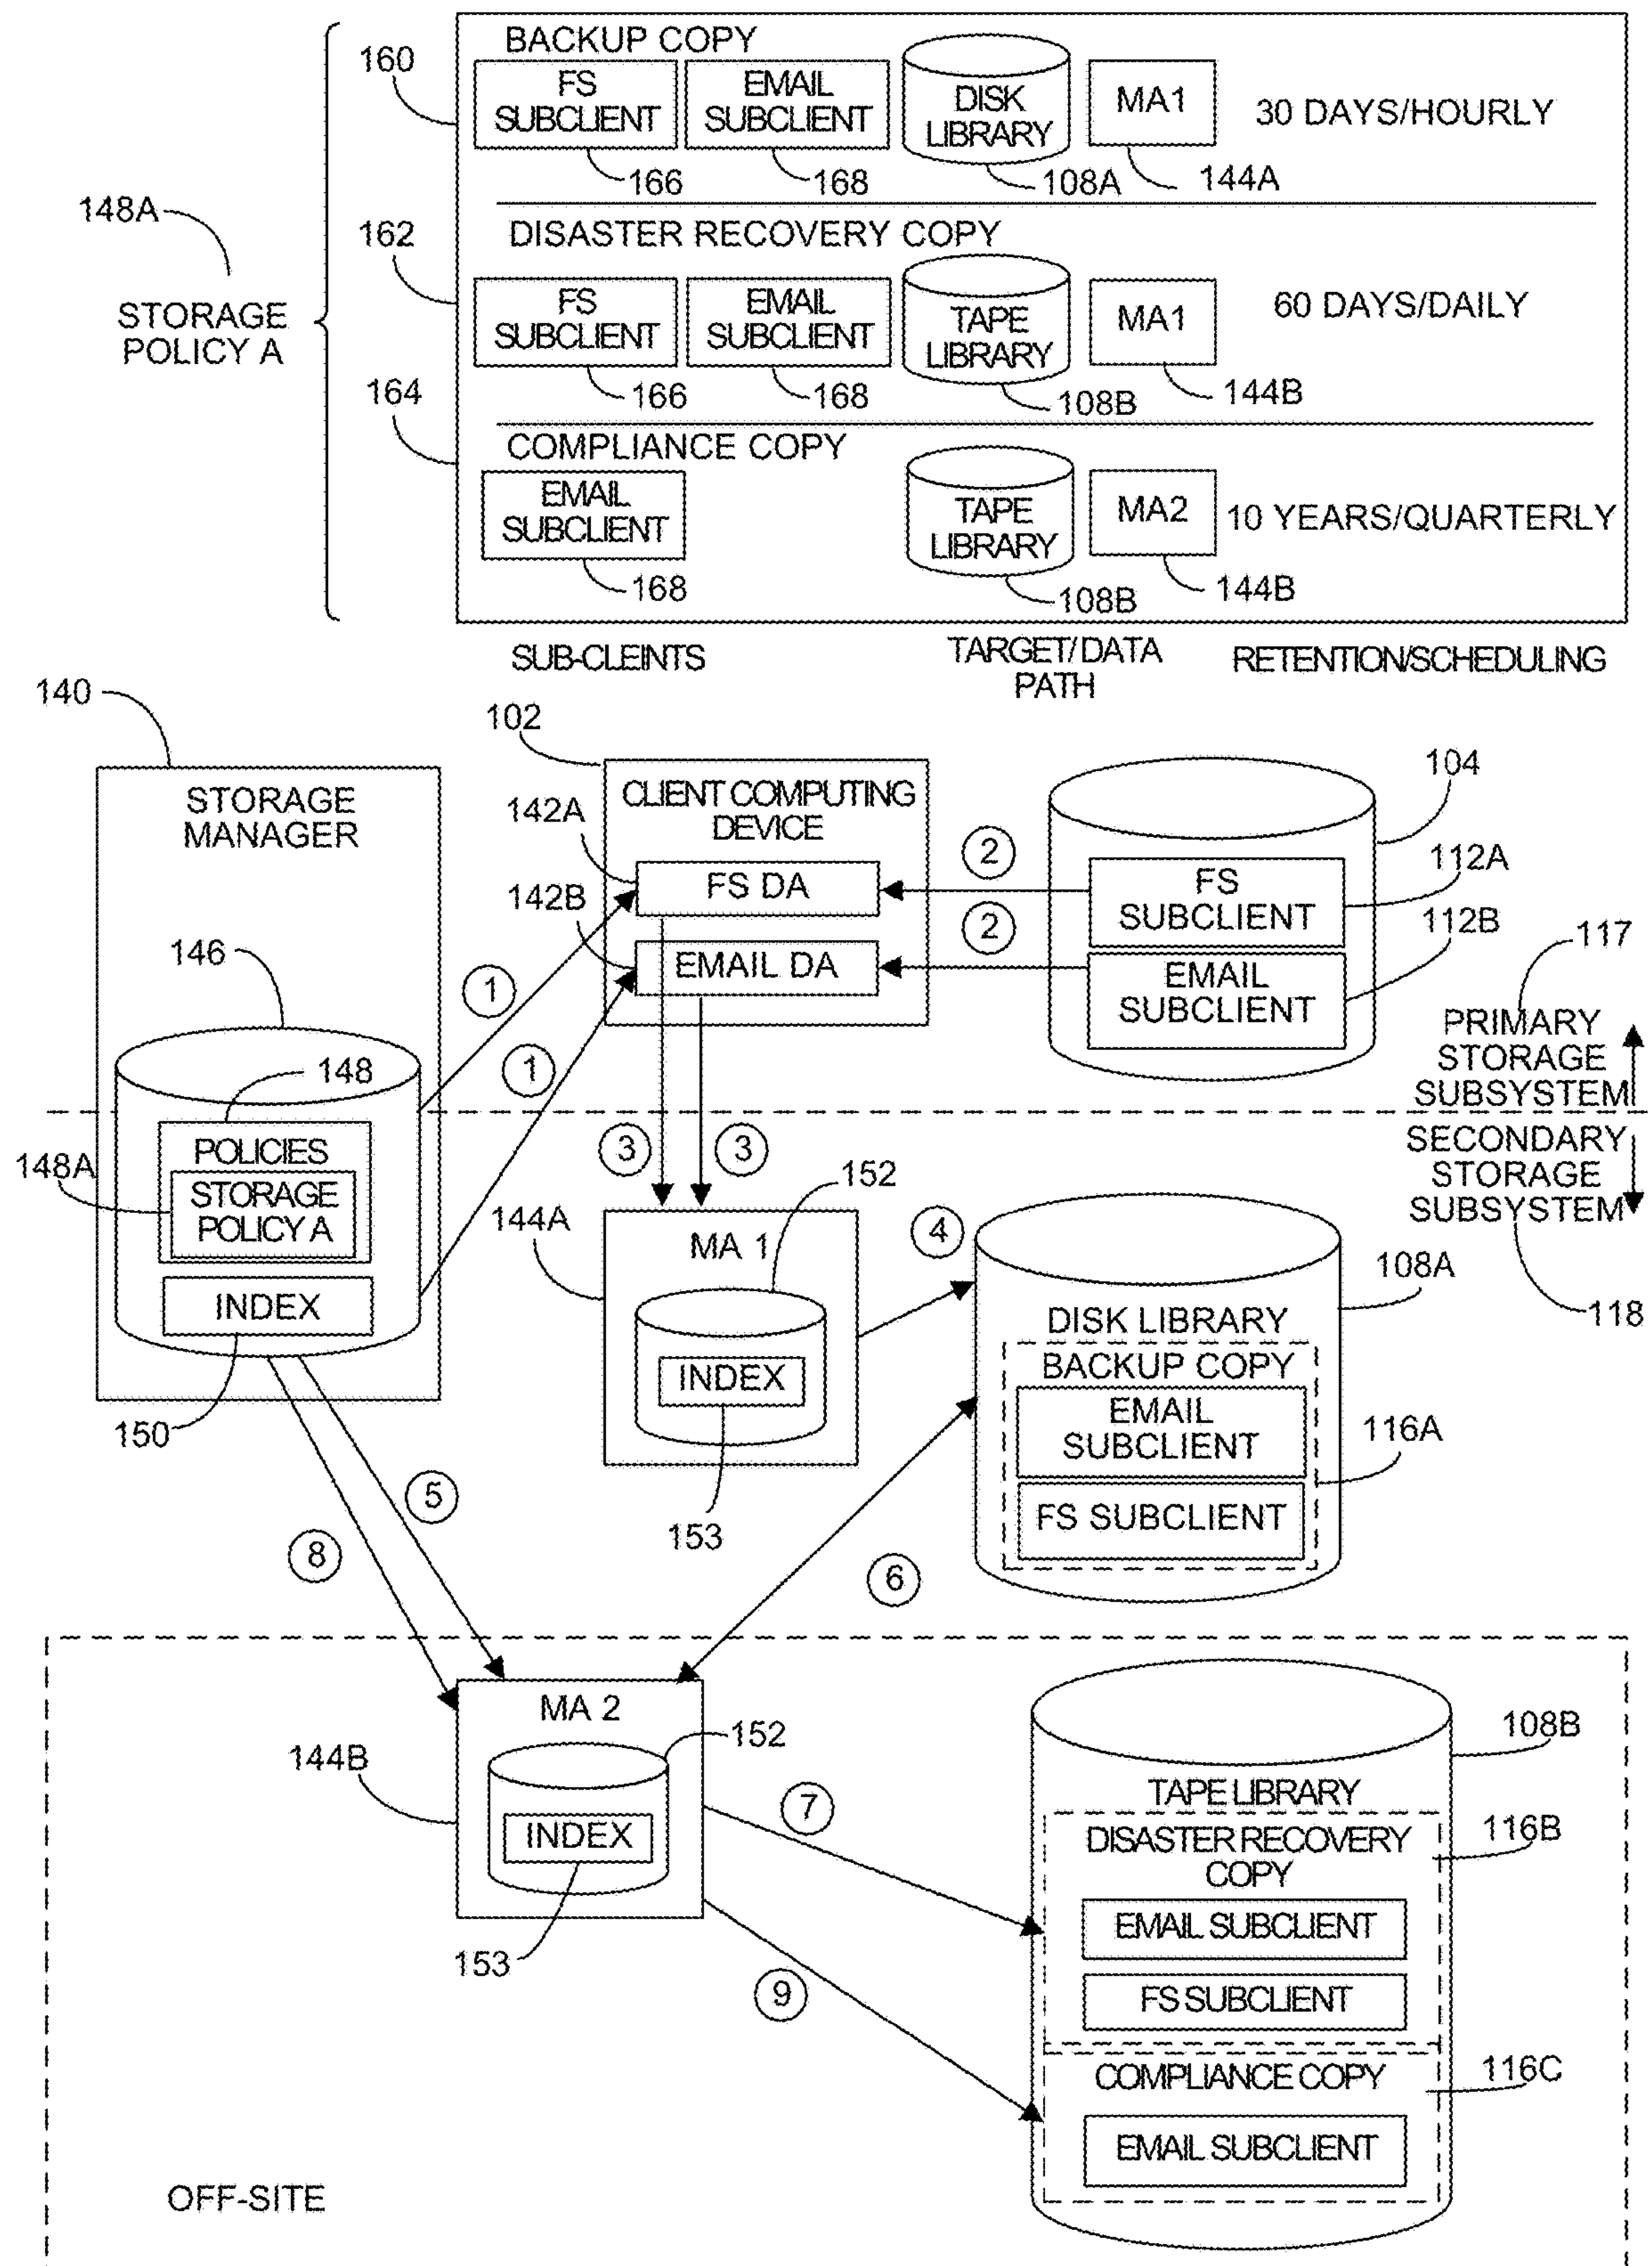 BACKUP COPY
160
FS
SUBCLIENT
EMAIL
SUBCLIENT
DISK
LIBRARY
MA1
30 DAYS/HOURLY
166
168
108A
144A
148A
STORAGE
POLICY A
162
DISASTER RECOVERY COPY
FS
SUBCLIENT
EMAIL
SUBCLIENT
TAPE
LIBRARY
MA1
60 DAYS/DAILY
166
168
108B
144B
164
COMPLIANCE COPY
EMAIL
SUBCLIENT
TAPE
LIBRARY
MA2
10 YEARS/QUARTERLY
168
108B
144B
SUB-CLEINTS
TARGET/DATA
PATH
RETENTION/SCHEDULING
140
STORAGE
MANAGER
102
CLIENT COMPUTING
DEVICE
142A
FS DA
142B
EMAIL DA
104
2
2
FS
SUBCLIENT
112A
EMAIL
SUBCLIENT
112B
117
PRIMARY
STORAGE
SUBSYSTEM
146
1
1
148
POLICIES
148A
STORAGE
POLICY A
INDEX
150
3
3
SECONDARY
STORAGE
SUBSYSTEM
118
144A
MA 1
152
INDEX
153
4
108A
DISK LIBRARY
BACKUP COPY
EMAIL
SUBCLIENT
FS SUBCLIENT
116A
5
8
6
MA 2
144B
152
INDEX
153
7
9
108B
TAPE LIBRARY
DISASTER RECOVERY
COPY
116B
EMAIL SUBCLIENT
FS SUBCLIENT
COMPLIANCE COPY
116C
EMAIL SUBCLIENT
OFF-SITE